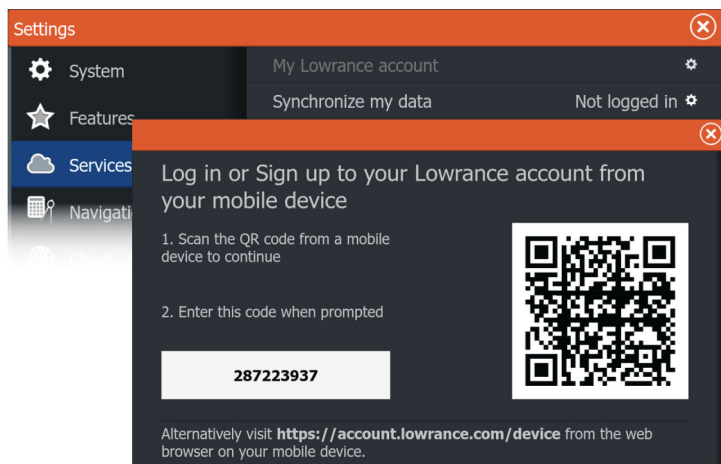 Settings
System
My Lowrance account
Features
Synchronize my data Not logged in
Services
Navigati
Chart
Log in or Sign up to your Lowrance account from
your mobile device
1. Scan the QR code from a mobile
device to continue
2. Enter this code when prompted
287223937
Alternatively visit https://account.lowrance.com/device from the web
browser on your mobile device.